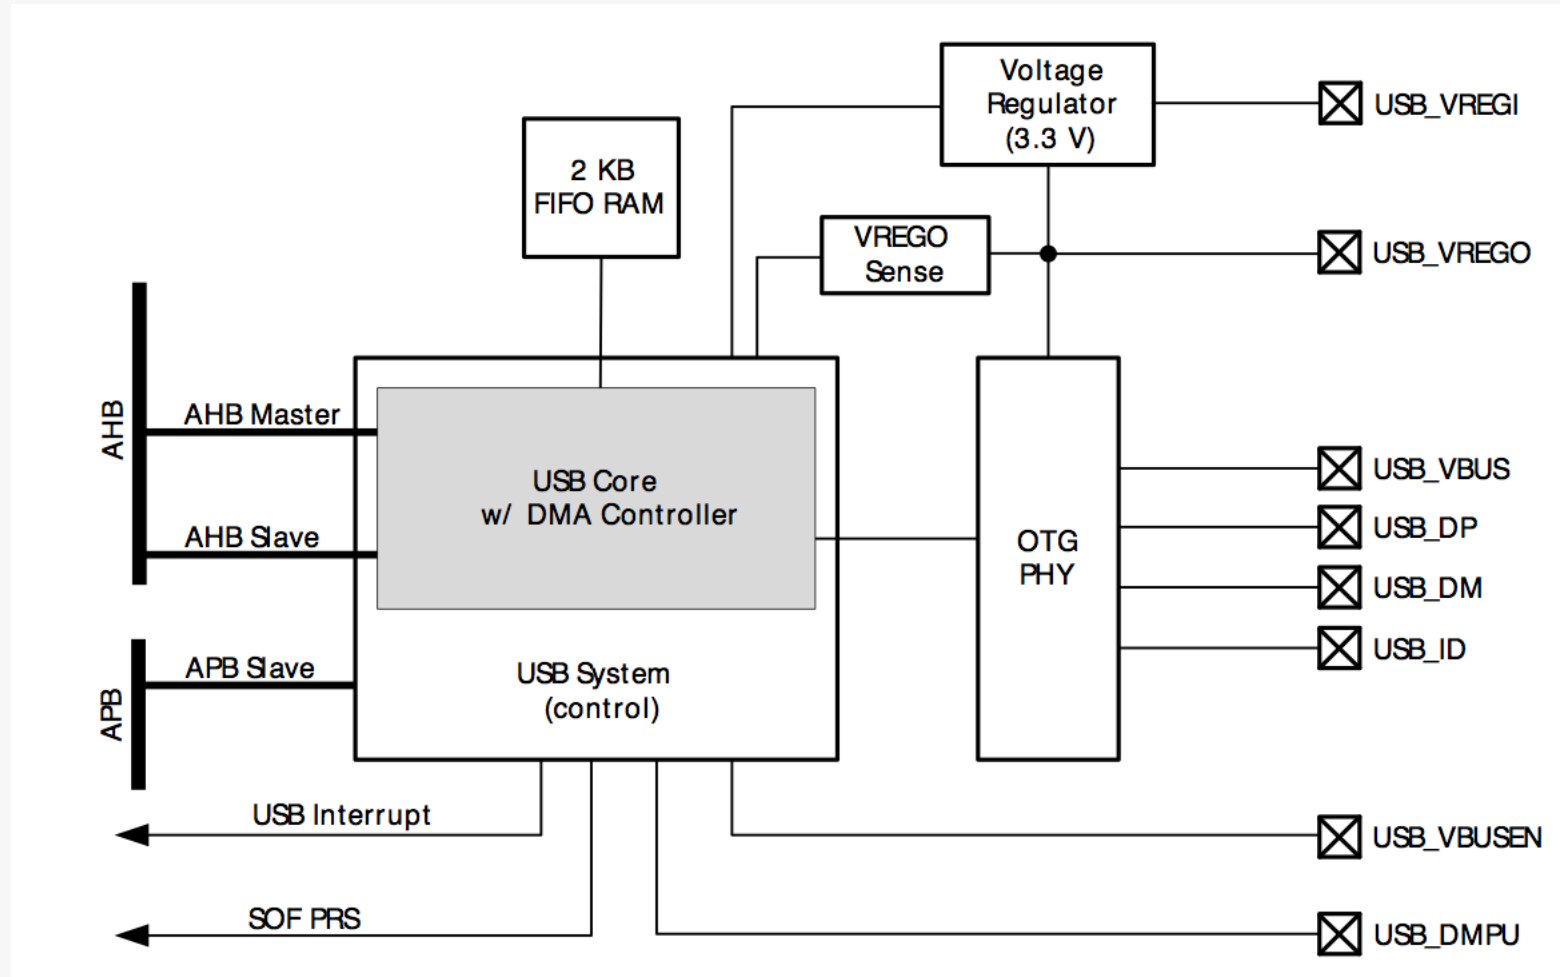 Voltage
Regulator
(3.3 V)
USB_VREGI
2 KB
FIFO RAM
VREGO
Sense
USB_VREGO
AHB
AHB Master
AHB Slave
USB Core
w/ DMA Controller
OTG
PHY
USB_VBUS
USB_DP
USB_DM
USB_ID
APB
APB Slave
USB System
(control)
USB Interrupt
USB_VBUSEN
SOF PRS
USB_DMPU